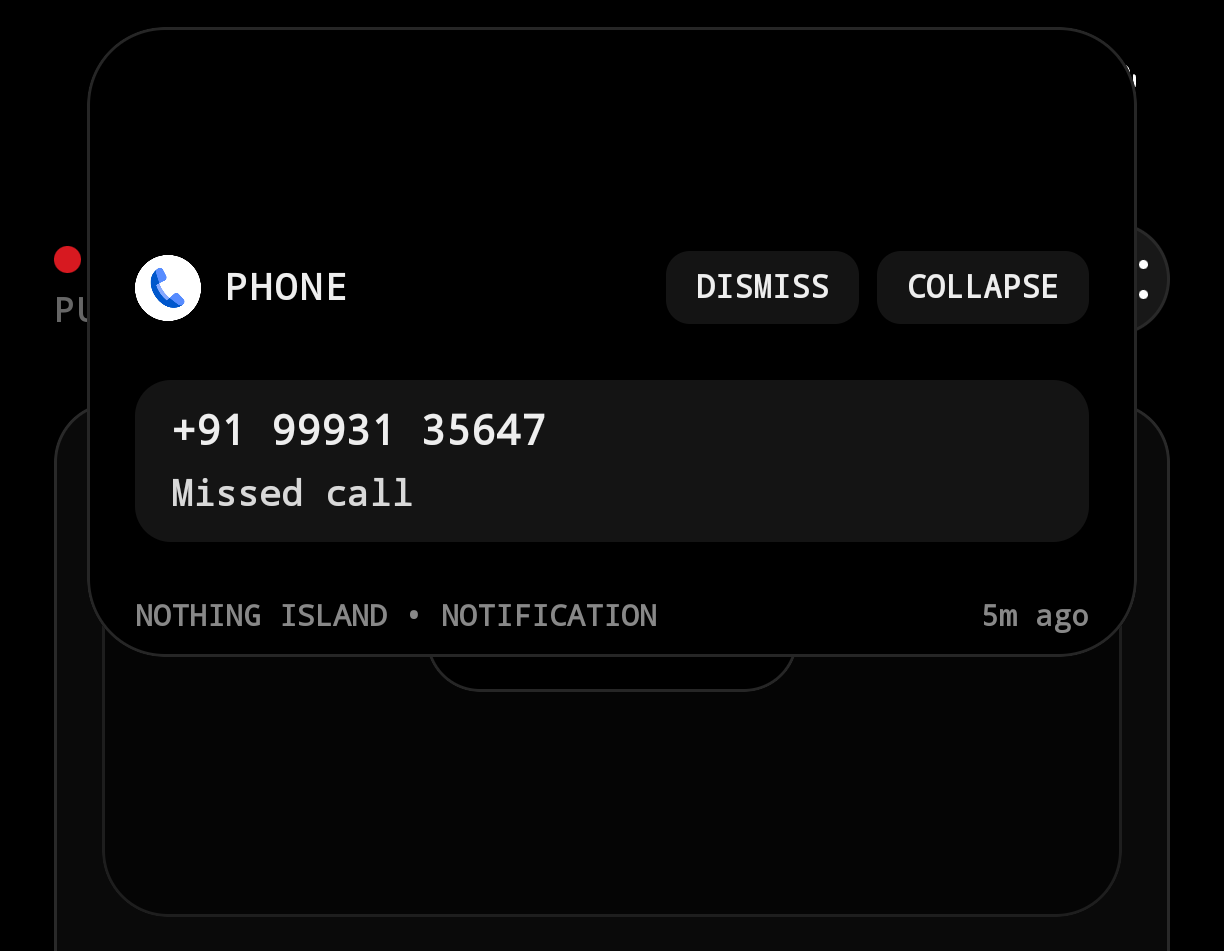 PHONE
DISMISS
COLLAPSE
+91 99931 35647
Missed call
NOTHING ISLAND • NOTIFICATION
5m ago